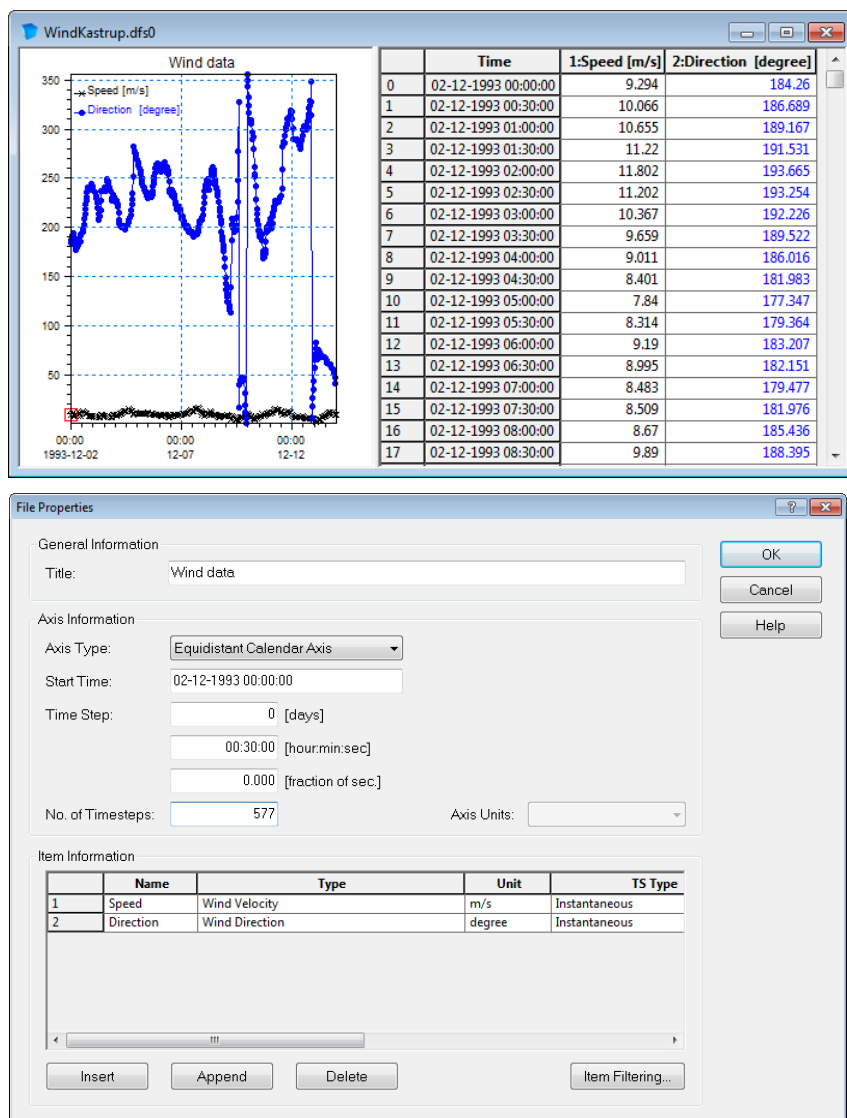 WindKastrup.dfs0
Wind data
Speed [m/s]
Direction [degree]
350
300
250
200
150
100
50
00:00 00:00 00:00
1993-12-02 12-07 12-12
Time 1:Speed [m/s] 2:Direction [degree]
0 02-12-1993 00:00:00 9.294 184.26
1 02-12-1993 00:30:00 10.066 186.689
2 02-12-1993 01:00:00 10.655 189.167
3 02-12-1993 01:30:00 11.22 191.531
4 02-12-1993 02:00:00 11.802 193.665
5 02-12-1993 02:30:00 11.202 193.254
6 02-12-1993 03:00:00 10.367 192.226
7 02-12-1993 03:30:00 9.659 189.522
8 02-12-1993 04:00:00 9.011 186.016
9 02-12-1993 04:30:00 8.401 181.983
10 02-12-1993 05:00:00 7.84 177.347
11 02-12-1993 05:30:00 8.314 179.364
12 02-12-1993 06:00:00 9.19 183.207
13 02-12-1993 06:30:00 8.995 182.151
14 02-12-1993 07:00:00 8.483 179.477
15 02-12-1993 07:30:00 8.509 181.976
16 02-12-1993 08:00:00 8.67 185.436
17 02-12-1993 08:30:00 9.89 188.395
File Properties
General Information
Title: Wind data
OK
Cancel
Help
Axis Information
Axis Type: Equidistant Calendar Axis
Start Time: 02-12-1993 00:00:00
Time Step: 0 [days]
00:30:00 [hour:min:sec]
0.000 [fraction of sec.]
No. of Timesteps: 577 Axis Units:
Item Information
Name Type Unit TS Type
1 Speed Wind Velocity m/s Instantaneous
2 Direction Wind Direction degree Instantaneous
Insert Append Delete Item Filtering...